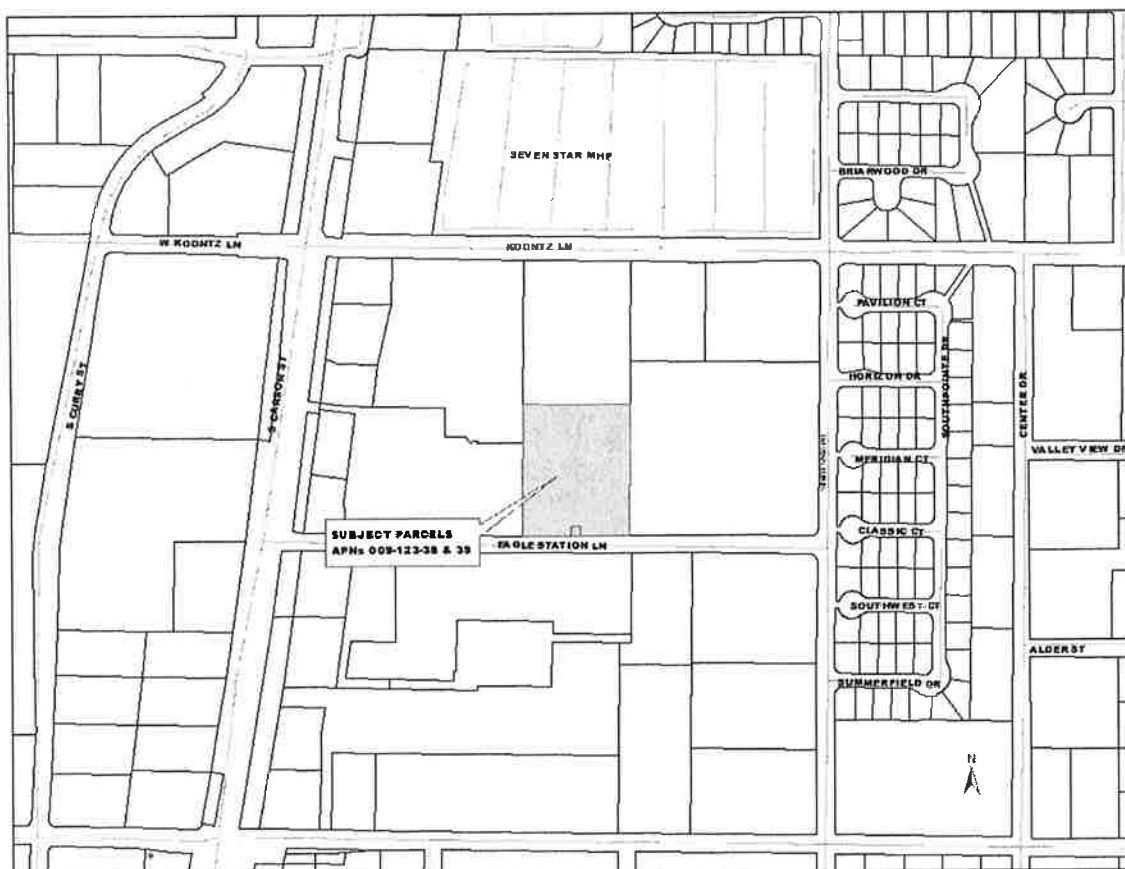 SEVEN STAR MHP
BRIARWOOD DR
W KOONTZ LN
KOONTZ LN
PAVILION CT
S CURRY ST
S CARSON ST
HORIZON DR
SOUTHPOINTE DR
CENTER DR
MERIDIAN CT
VALLEY VIEW DR
SUBJECT PARCELS
APNs 009-123-38 & 39
EAGLE STATION LN
CLASSIC CT
SOUTHWEST CT
ALDER ST
SUMMERFIELD DR
N